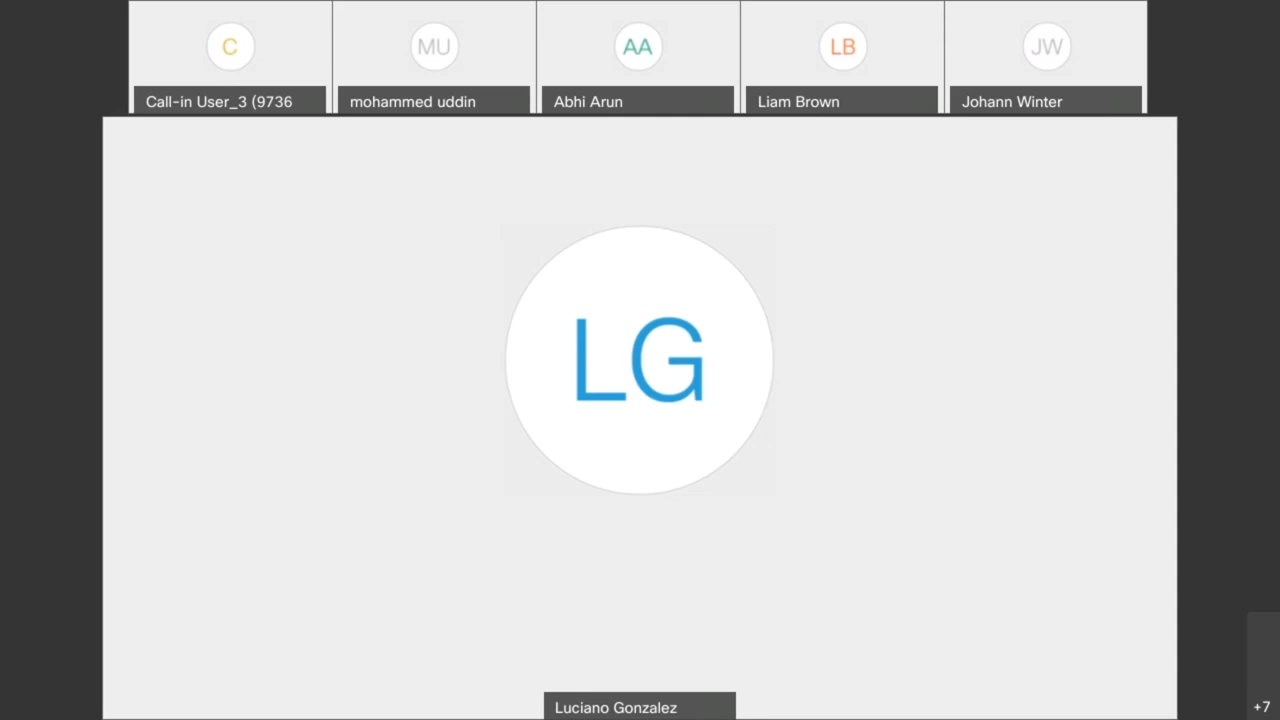 C
MU
AA
LB
JW
Call-in User_3 (9736
mohammed uddin
Abhi Arun
Liam Brown
Johann Winter
LG
Luciano Gonzalez
+7